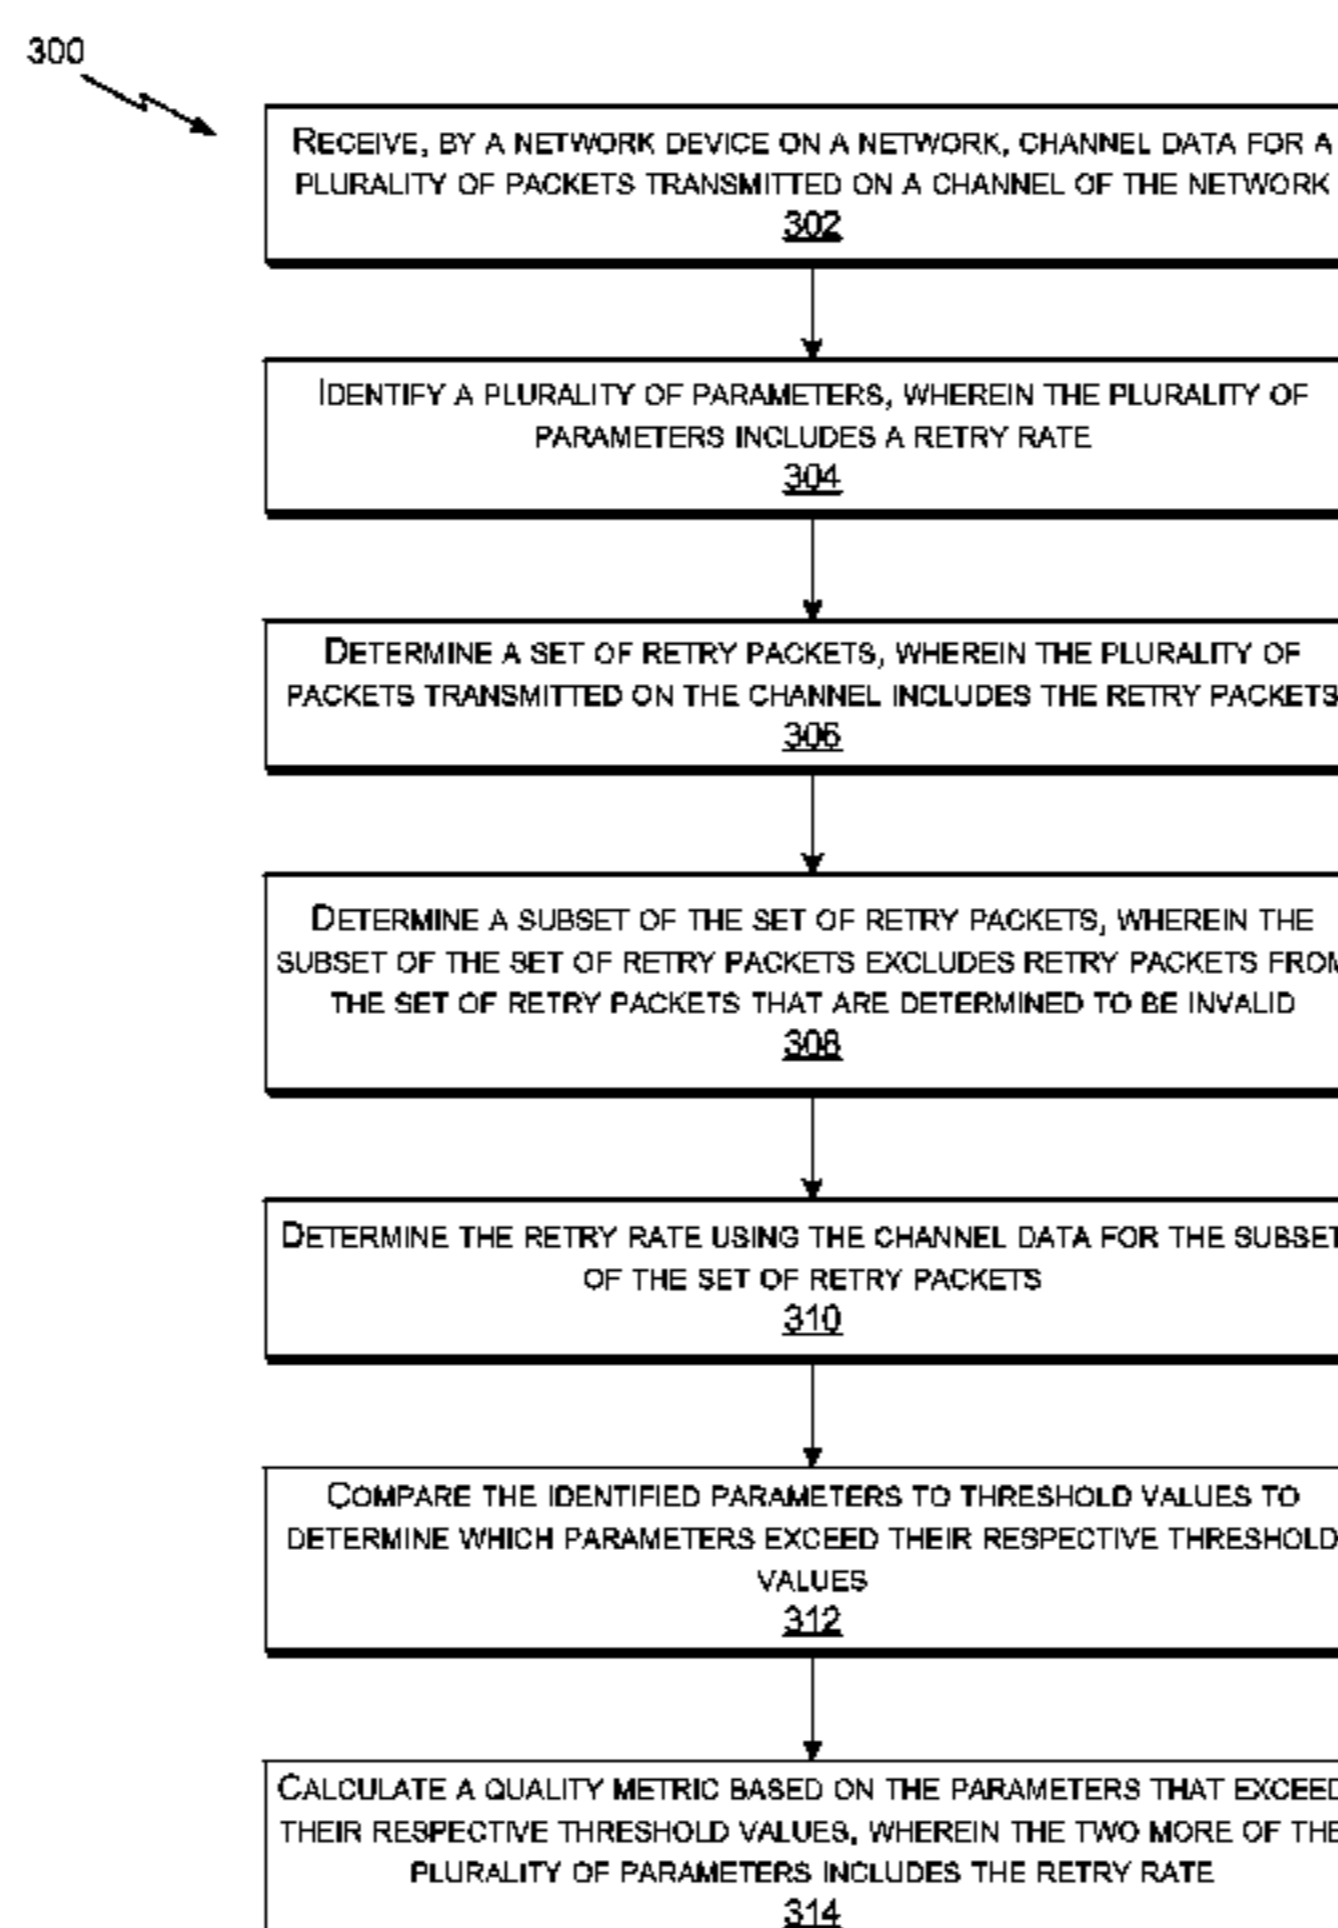 300
RECEIVE, BY A NETWORK DEVICE ON A NETWORK, CHANNEL DATA FOR A
PLURALITY OF PACKETS TRANSMITTED ON A CHANNEL OF THE NETWORK
302
IDENTIFY A PLURALITY OF PARAMETERS, WHEREIN THE PLURALITY OF
PARAMETERS INCLUDES A RETRY RATE
304
DETERMINE A SET OF RETRY PACKETS, WHEREIN THE PLURALITY OF
PACKETS TRANSMITTED ON THE CHANNEL INCLUDES THE RETRY PACKETS
306
DETERMINE A SUBSET OF THE SET OF RETRY PACKETS, WHEREIN THE
SUBSET OF THE SET OF RETRY PACKETS EXCLUDES RETRY PACKETS FROM
THE SET OF RETRY PACKETS THAT ARE DETERMINED TO BE INVALID
308
DETERMINE THE RETRY RATE USING THE CHANNEL DATA FOR THE SUBSET
OF THE SET OF RETRY PACKETS
310
COMPARE THE IDENTIFIED PARAMETERS TO THRESHOLD VALUES TO
DETERMINE WHICH PARAMETERS EXCEED THEIR RESPECTIVE THRESHOLD
VALUES
312
CALCULATE A QUALITY METRIC BASED ON THE PARAMETERS THAT EXCEED
THEIR RESPECTIVE THRESHOLD VALUES, WHEREIN THE TWO MORE OF THE
PLURALITY OF PARAMETERS INCLUDES THE RETRY RATE
314